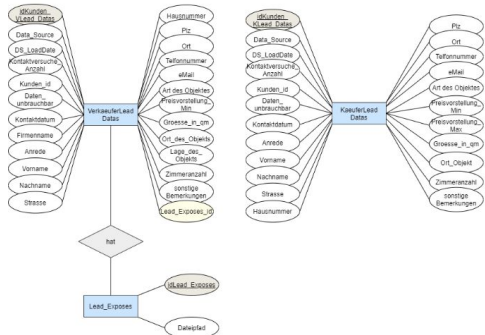 idKunden_
VLead_Datas
Data_Source
DS_LoadDate
Kontaktversuche_
Anzahl
Kunden_id
Daten_
unbrauchbar
Kontaktdatum
Firmenname
Anrede
Vorname
Nachname
Strasse
VerkaeuferLead
Datas
Hausnummer
Plz
Ort
Telfonnummer
eMail
Art des Objektes
Preisvorstellung_
Min
Groesse_in_qm
Ort_des_Objekts
Lage_des_
Objekts
Zimmeranzahl
sonstige
Bemerkungen
Lead_Exposes_id
hat
Lead_Exposes
idLead_Exposes
Dateipfad
idKunden_
KLead_Datas
Data_Source
DS_LoadDate
Kontaktversuche_
Anzahl
Kunden_id
Daten_
unbrauchbar
Kontaktdatum
Anrede
Vorname
Nachname
Strasse
Hausnummer
KaeuferLead
Datas
Plz
Ort
Telfonnummer
eMail
Art des Objektes
Preisvorstellung_
Min
Preisvorstellung_
Max
Groesse_in_qm
Ort_Objekt
Zimmeranzahl
sonstige
Bemerkungen